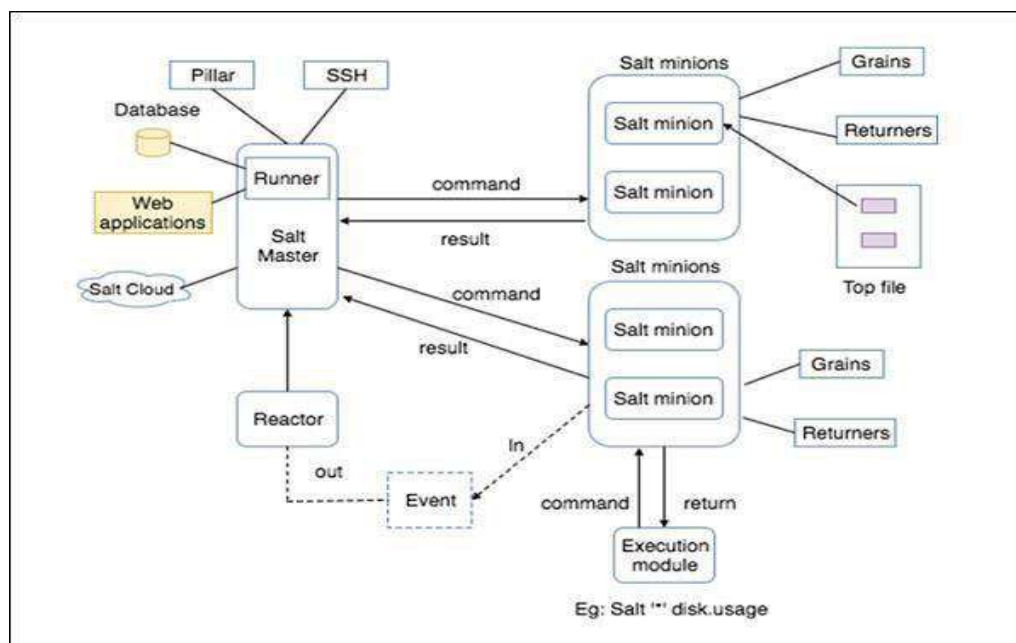 Pillar
SSH
Database
Runner
Web
applications
Salt
Master
Salt Cloud
command
result
command
result
Salt minions
Salt minion
Salt minion
Grains
Returners
Top file
Salt minions
Salt minion
Salt minion
Grains
Returners
Reactor
out
In
Event
command
return
Execution
module
Eg: Salt '*' disk.usage